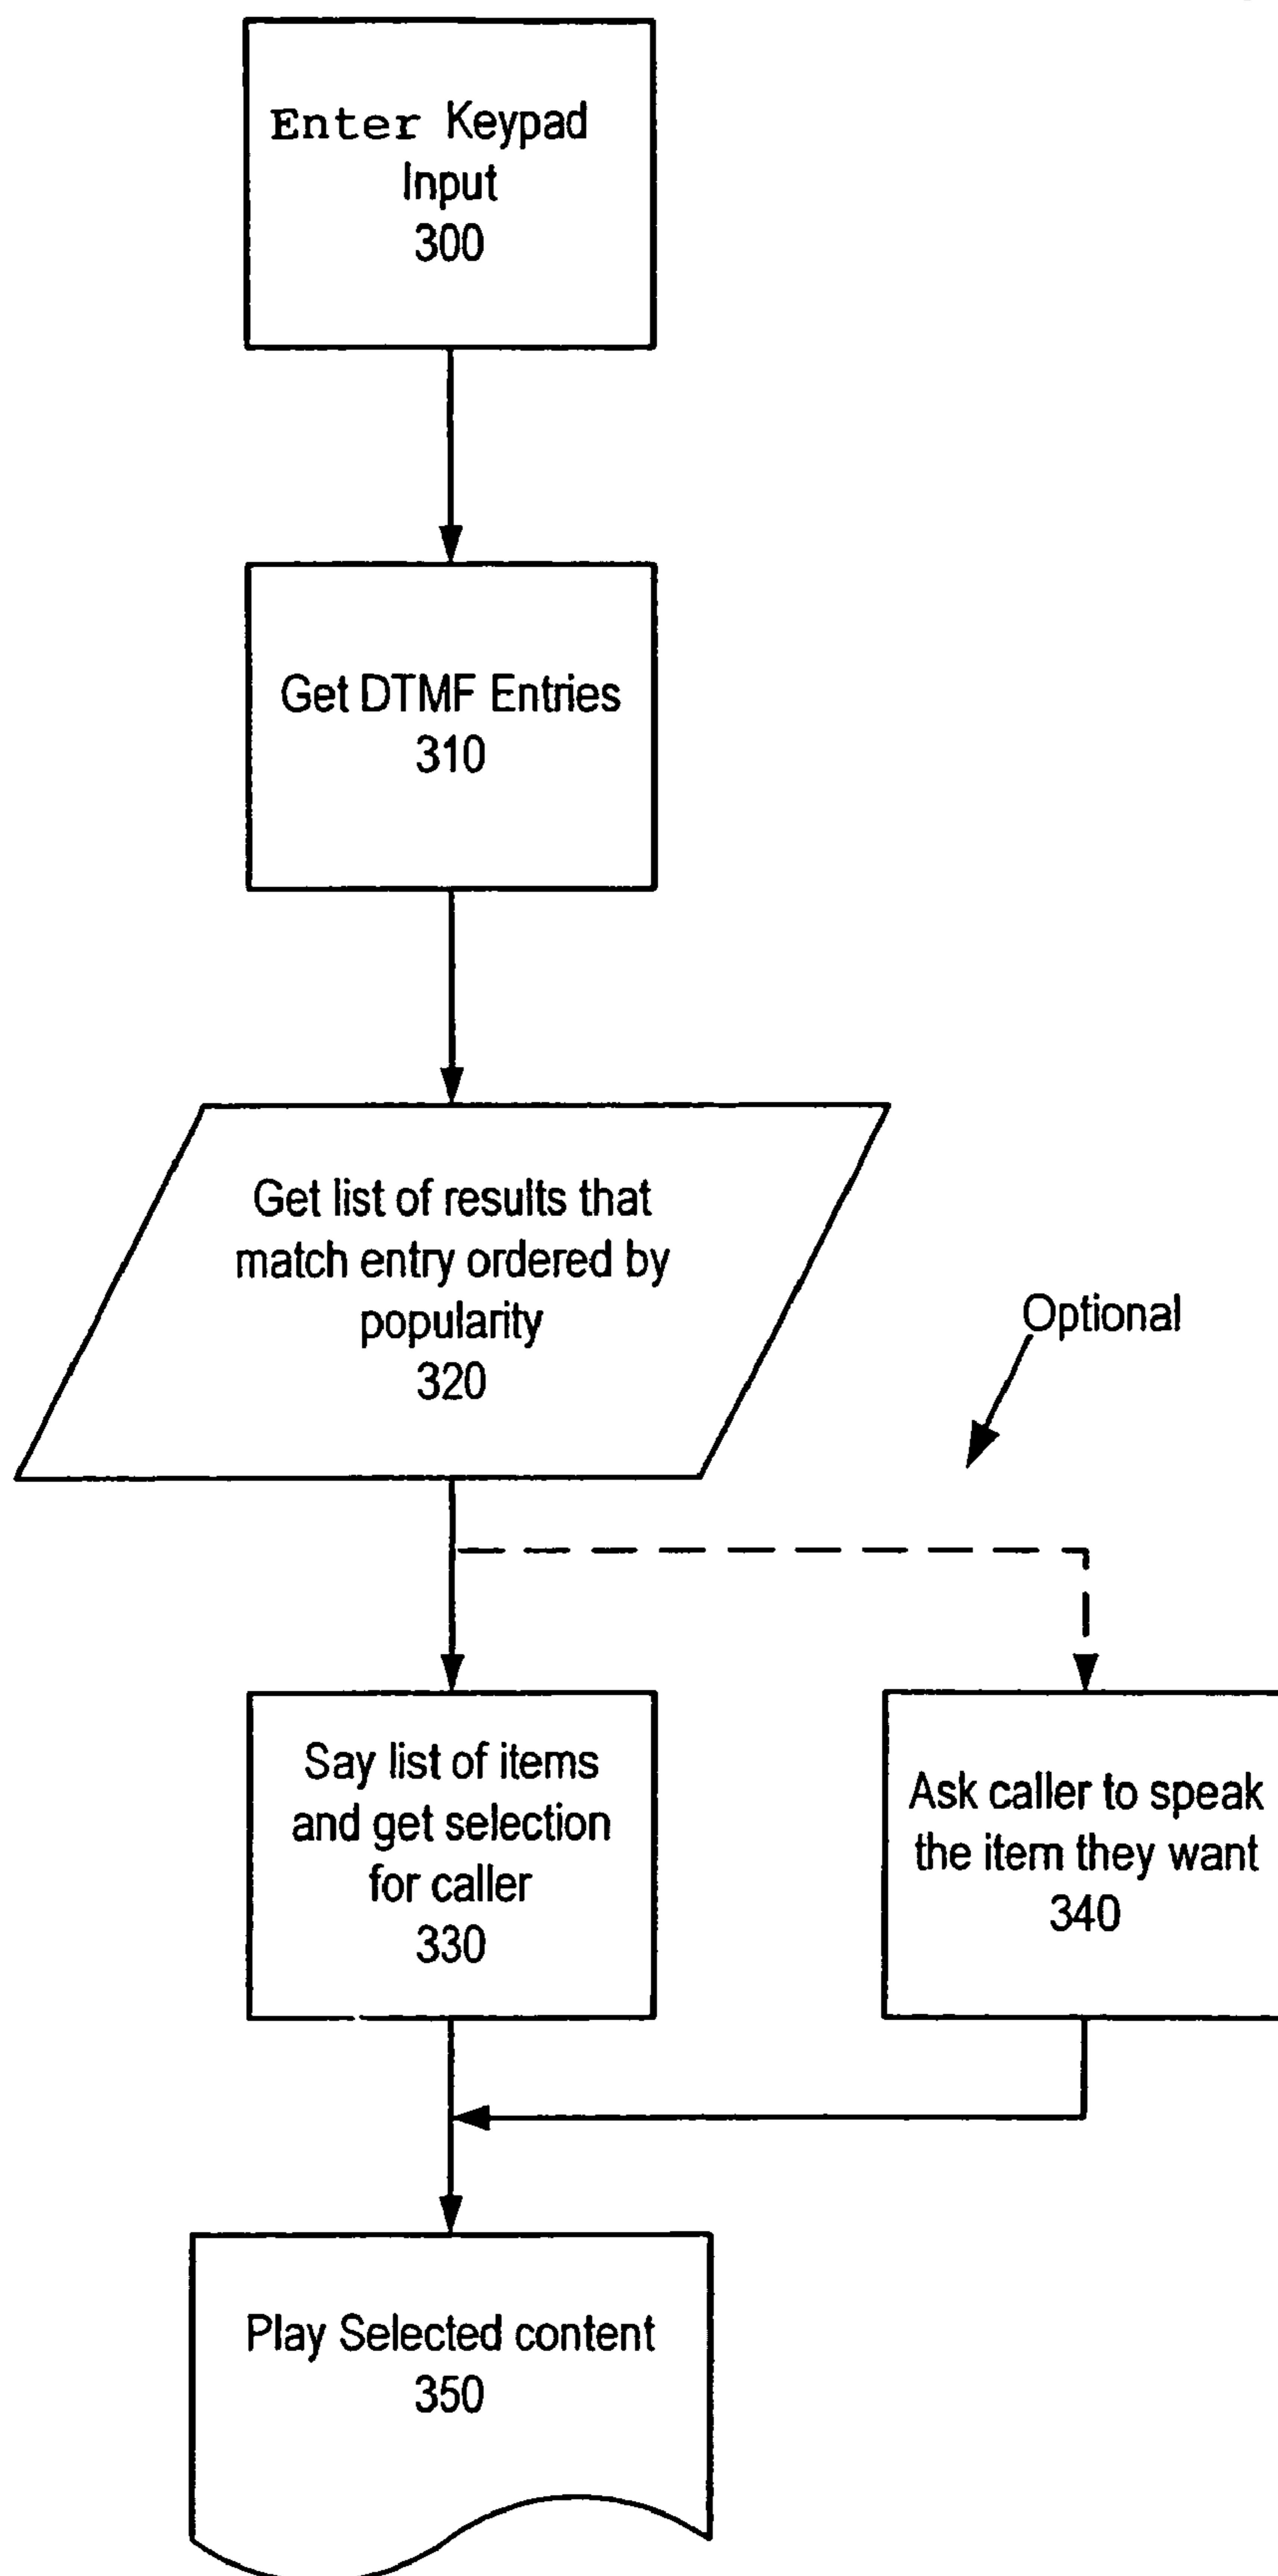 Enter Keypad
Input
300
Get DTMF Entries
310
Get list of results that
match entry ordered by
popularity
320
Optional
Say list of items
and get selection
for caller
330
Ask caller to speak
the item they want
340
Play Selected content
350